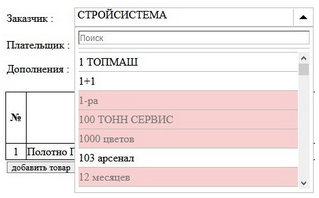 Заказчик : СТРОЙСИСТЕМА
Плательщик : Поиск
Дополнения : 1 ТОПМАШ
1+1
1-ра
100 ТОНН СЕРВИС
1000 цветов
103 арсенал
12 месяцев
№
1 Полотно
добавить товар